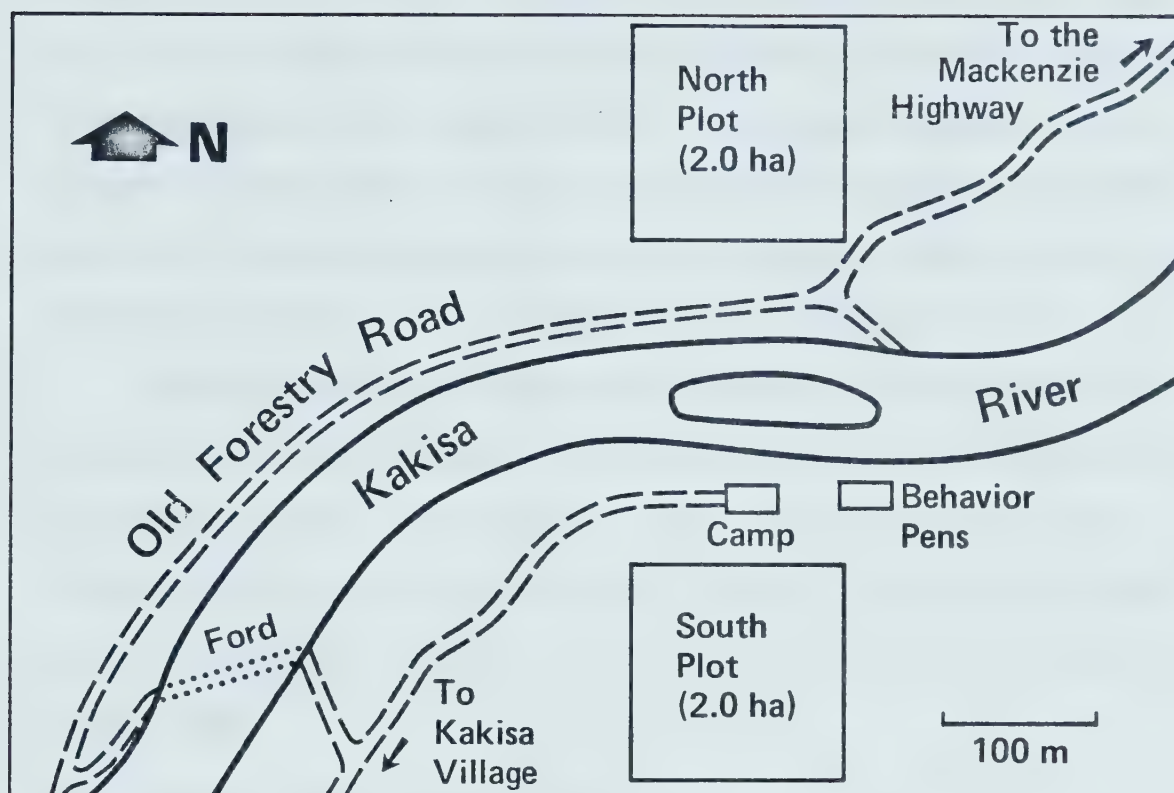 North
Plot
(2.0 ha)
To the
Mackenzie
Highway
N
Old Forestry Road
Kakisa
River
Camp
Behavior
Pens
Ford
To
Kakisa
Village
South
Plot
(2.0 ha)
100 m